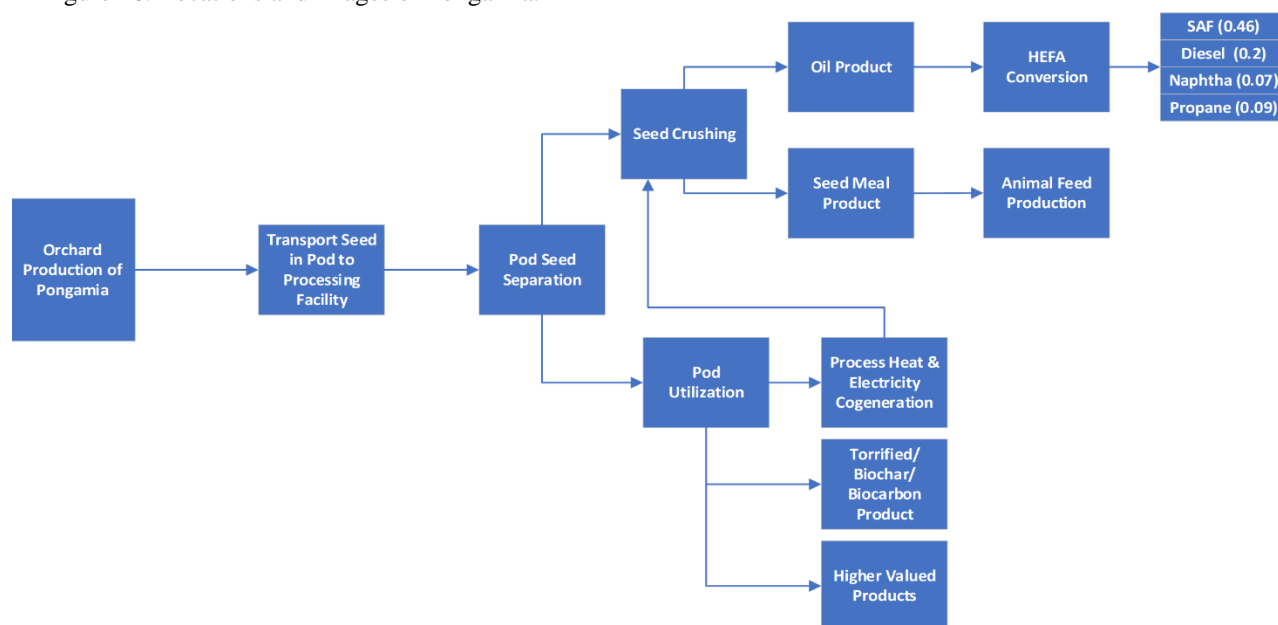 SAF (0.46)
Diesel (0.2)
Naphtha (0.07)
Propane (0.09)
Oil Product
HEFA
Conversion
Seed Crushing
Seed Meal
Product
Animal Feed
Production
Orchard
Production of
Pongamia
Transport Seed
in Pod to
Processing
Facility
Pod Seed
Separation
Pod
Utilization
Process Heat &
Electricity
Cogeneration
Torrified/
Biochar/
Biocarbon
Product
Higher Valued
Products